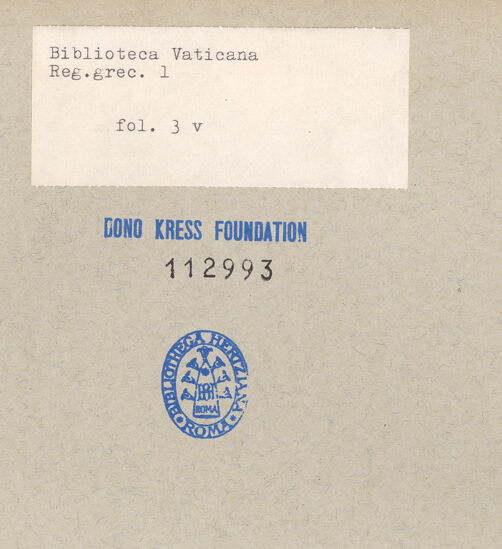 Biblioteca Vaticana
Reg.grec. 1
fol. 3 v
DONO KRESS FOUNDATION
112993
BIBLIOTHECA HERTZIANA
ROMA
ROMA